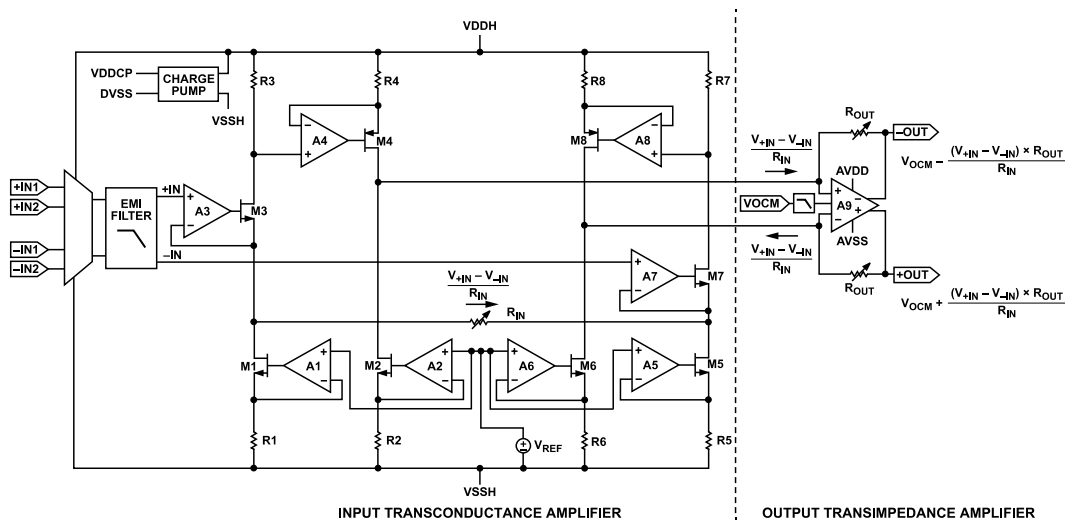 VDDH
VDDCP
DVSS
CHARGE
PUMP
VSSH
R3
R4
R8
R7
A4
M4
M8
A8
+IN1
+IN2
−IN1
−IN2
EMI
FILTER
+IN
−IN
A3
M3
A7
M7
V+IN − V−IN
RIN
RIN
M1
A1
M2
A2
A6
M6
A5
M5
R1
R2
VREF
R6
R5
VSSH
INPUT TRANSCONDUCTANCE AMPLIFIER
V+IN − V−IN
RIN
ROUT
−OUT
VOCM − (V+IN − V−IN) × ROUT
RIN
AVDD
VOCM
A9
AVSS
V+IN − V−IN
RIN
ROUT
+OUT
VOCM + (V+IN − V−IN) × ROUT
RIN
OUTPUT TRANSIMPEDANCE AMPLIFIER